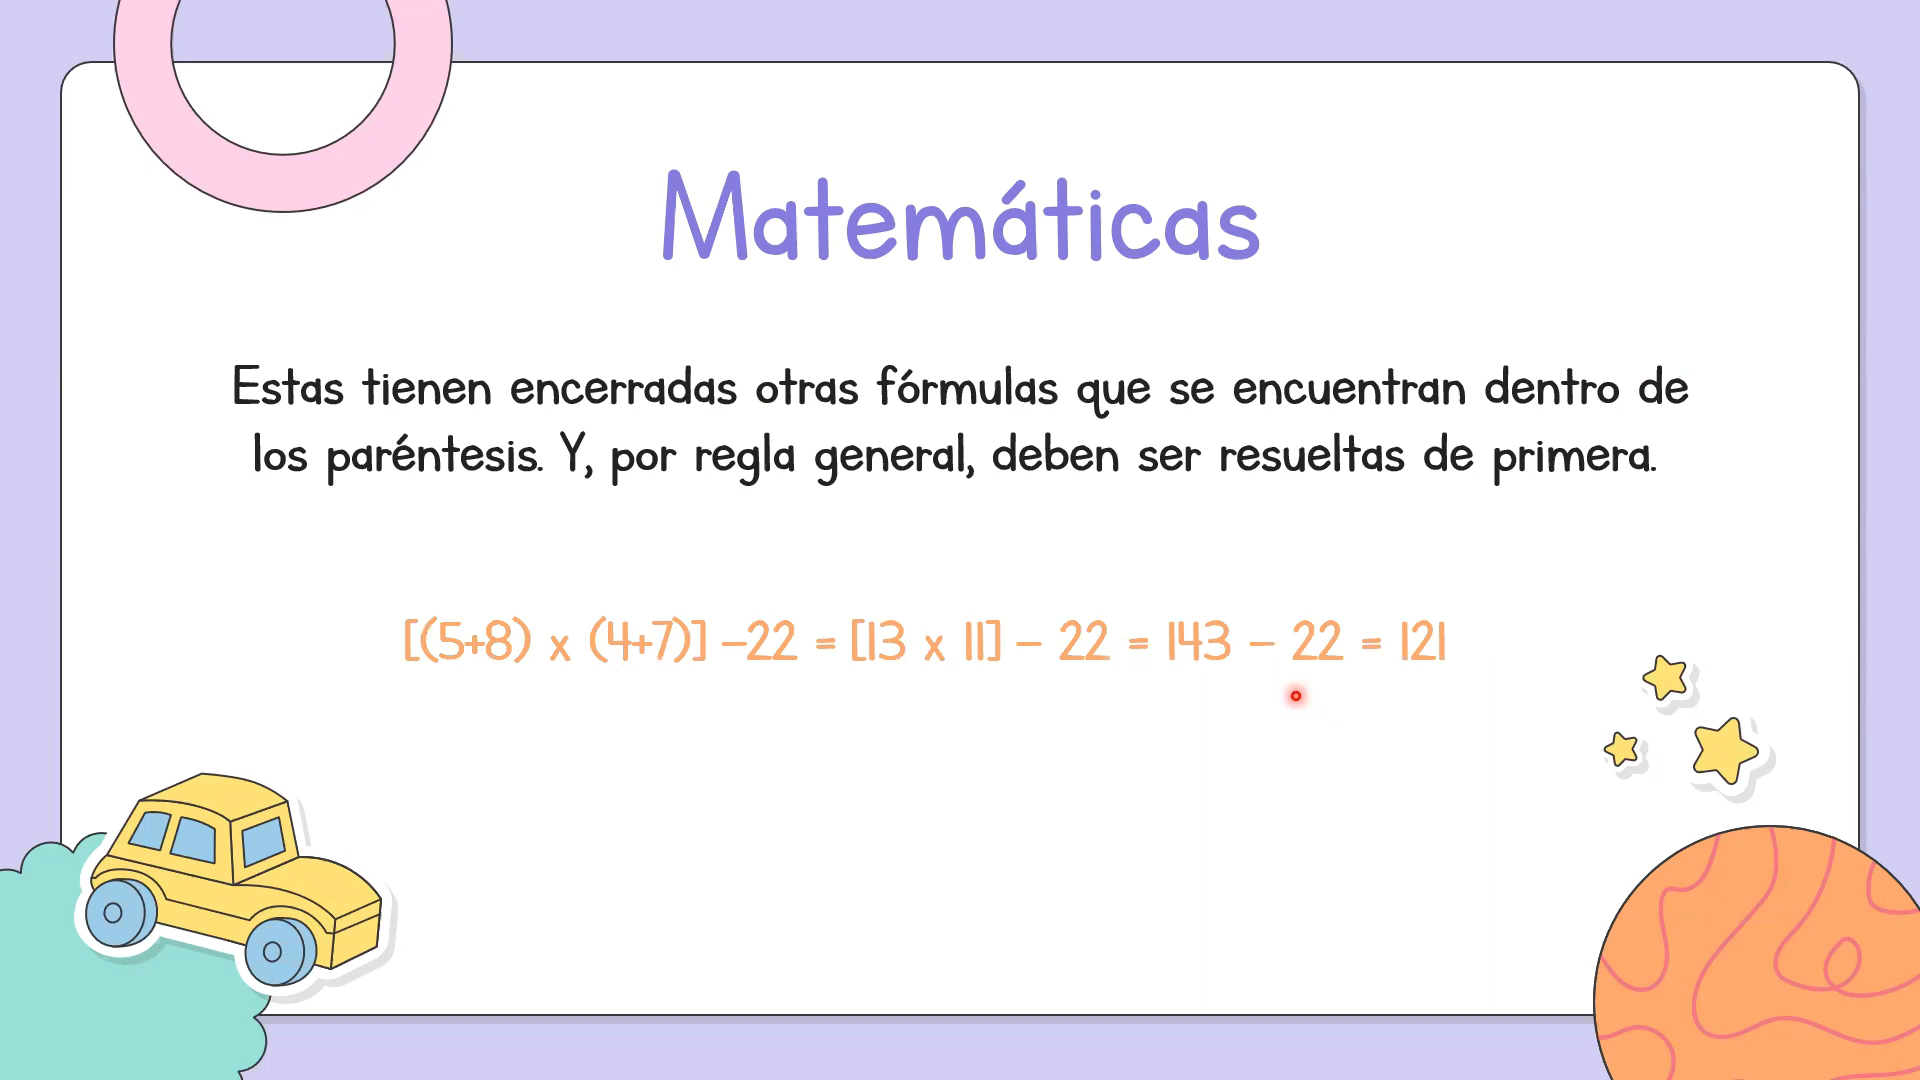 Matemáticas
Estas tienen encerradas otras fórmulas que se encuentran dentro de
los paréntesis. Y, por regla general, deben ser resueltas de primera.
[(5+8) x (4+7)] –22 = [13 x 11] – 22 = 143 – 22 = 121